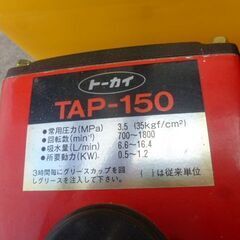 トーカイ
TAP-150
●常用圧力(MPa) 3.5 (35kgf/cm²)
●回転数(min⁻¹) 700~1800
●吸水量(L/min) 6.6~16.4
●所要動力(KW) 0.5~1.2
3時間毎にグリースカップを回
しグリースを注入して下さい。 ( )は従来単位